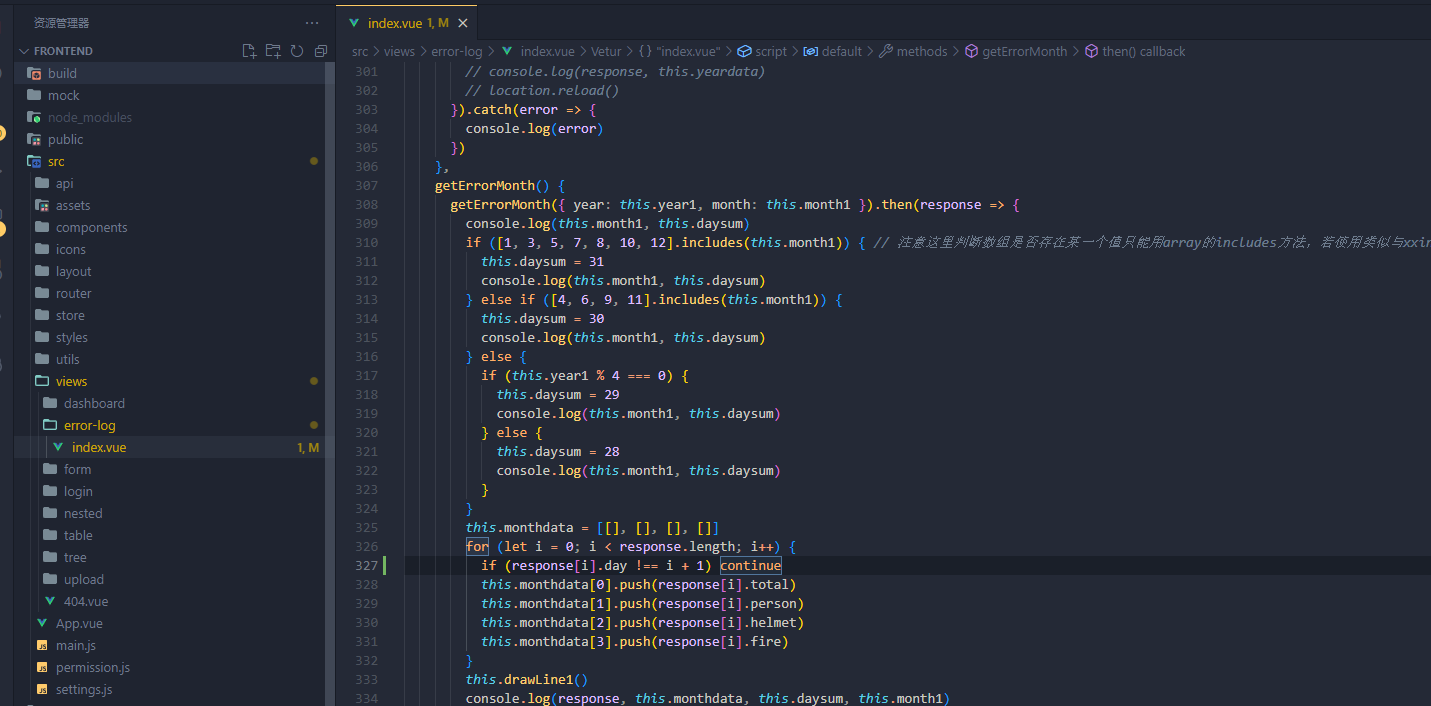 资源管理器
···
index.vue 1, M
FRONTEND
src > views > error-log > index.vue > Vetur > {} "index.vue" > script > default > methods > getErrorMonth > then() callback
build
mock
node_modules
public
src
api
assets
components
icons
layout
router
store
styles
utils
views
dashboard
error-log
index.vue 1, M
form
login
nested
table
tree
upload
404.vue
App.vue
main.js
permission.js
settings.js
301 // console.log(response, this.yeardata)
302 // location.reload()
303 }).catch(error => {
304 console.log(error)
305 })
306 },
307 getErrorMonth() {
308 getErrorMonth({ year: this.year1, month: this.month1 }).then(response => {
309 console.log(this.month1, this.daysum)
310 if ([1, 3, 5, 7, 8, 10, 12].includes(this.month1)) { // 注意这里判断数组是否存在某一个值只能用array的includes方法，若使用类似与xxin
311 this.daysum = 31
312 console.log(this.month1, this.daysum)
313 } else if ([4, 6, 9, 11].includes(this.month1)) {
314 this.daysum = 30
315 console.log(this.month1, this.daysum)
316 } else {
317 if (this.year1 % 4 === 0) {
318 this.daysum = 29
319 console.log(this.month1, this.daysum)
320 } else {
321 this.daysum = 28
322 console.log(this.month1, this.daysum)
323 }
324 }
325 this.monthdata = [[], [], [], []]
326 for (let i = 0; i < response.length; i++) {
327 if (response[i].day !== i + 1) continue
328 this.monthdata[0].push(response[i].total)
329 this.monthdata[1].push(response[i].person)
330 this.monthdata[2].push(response[i].helmet)
331 this.monthdata[3].push(response[i].fire)
332 }
333 this.drawLine1()
334 console.log(response, this.monthdata, this.daysum, this.month1)